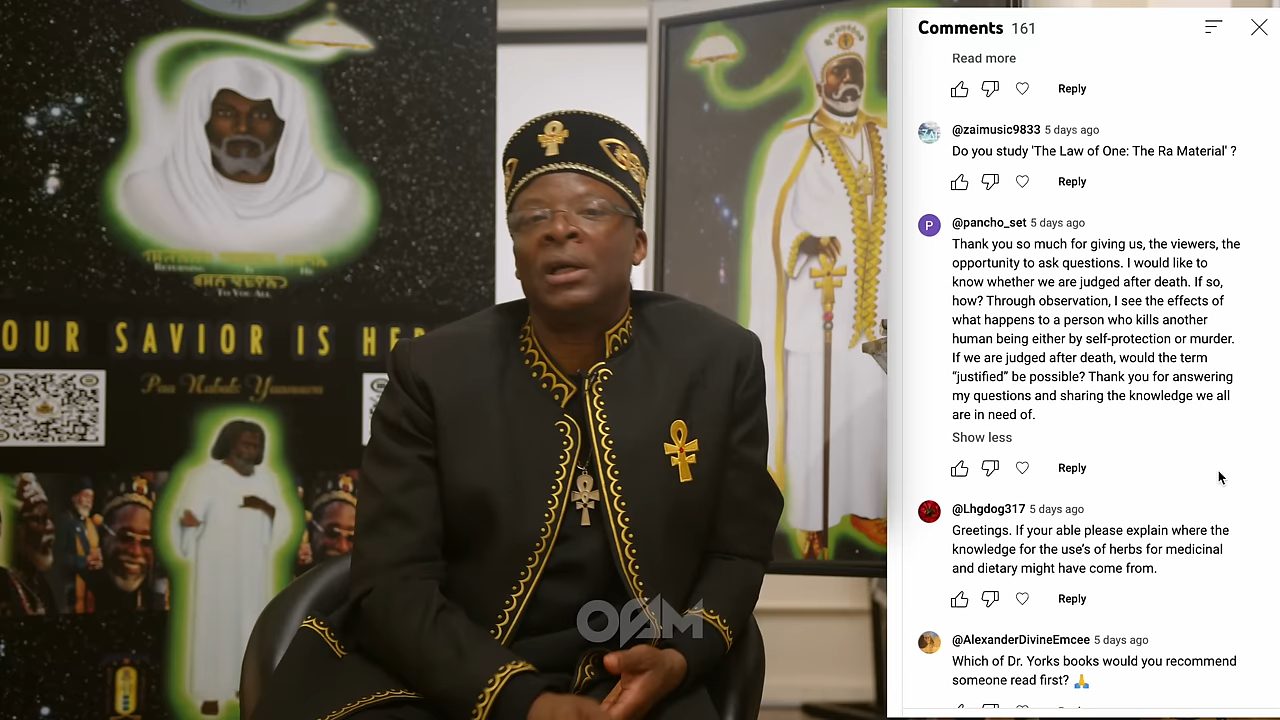 OUR SAVIOR IS HE
Paa Nabab Yaanuwn
To You All
OPAM
Comments 161
Read more
Reply
@zaimusic9833 5 days ago
Do you study 'The Law of One: The Ra Material' ?
Reply
P
@pancho_set 5 days ago
Thank you so much for giving us, the viewers, the
opportunity to ask questions. I would like to
know whether we are judged after death. If so,
how? Through observation, I see the effects of
what happens to a person who kills another
human being either by self-protection or murder.
If we are judged after death, would the term
“justified” be possible? Thank you for answering
my questions and sharing the knowledge we all
are in need of.
Show less
Reply
@Lhgdog317 5 days ago
Greetings. If your able please explain where the
knowledge for the use's of herbs for medicinal
and dietary might have come from.
Reply
@AlexanderDivineEmcee 5 days ago
Which of Dr. Yorks books would you recommend
someone read first? 🙏